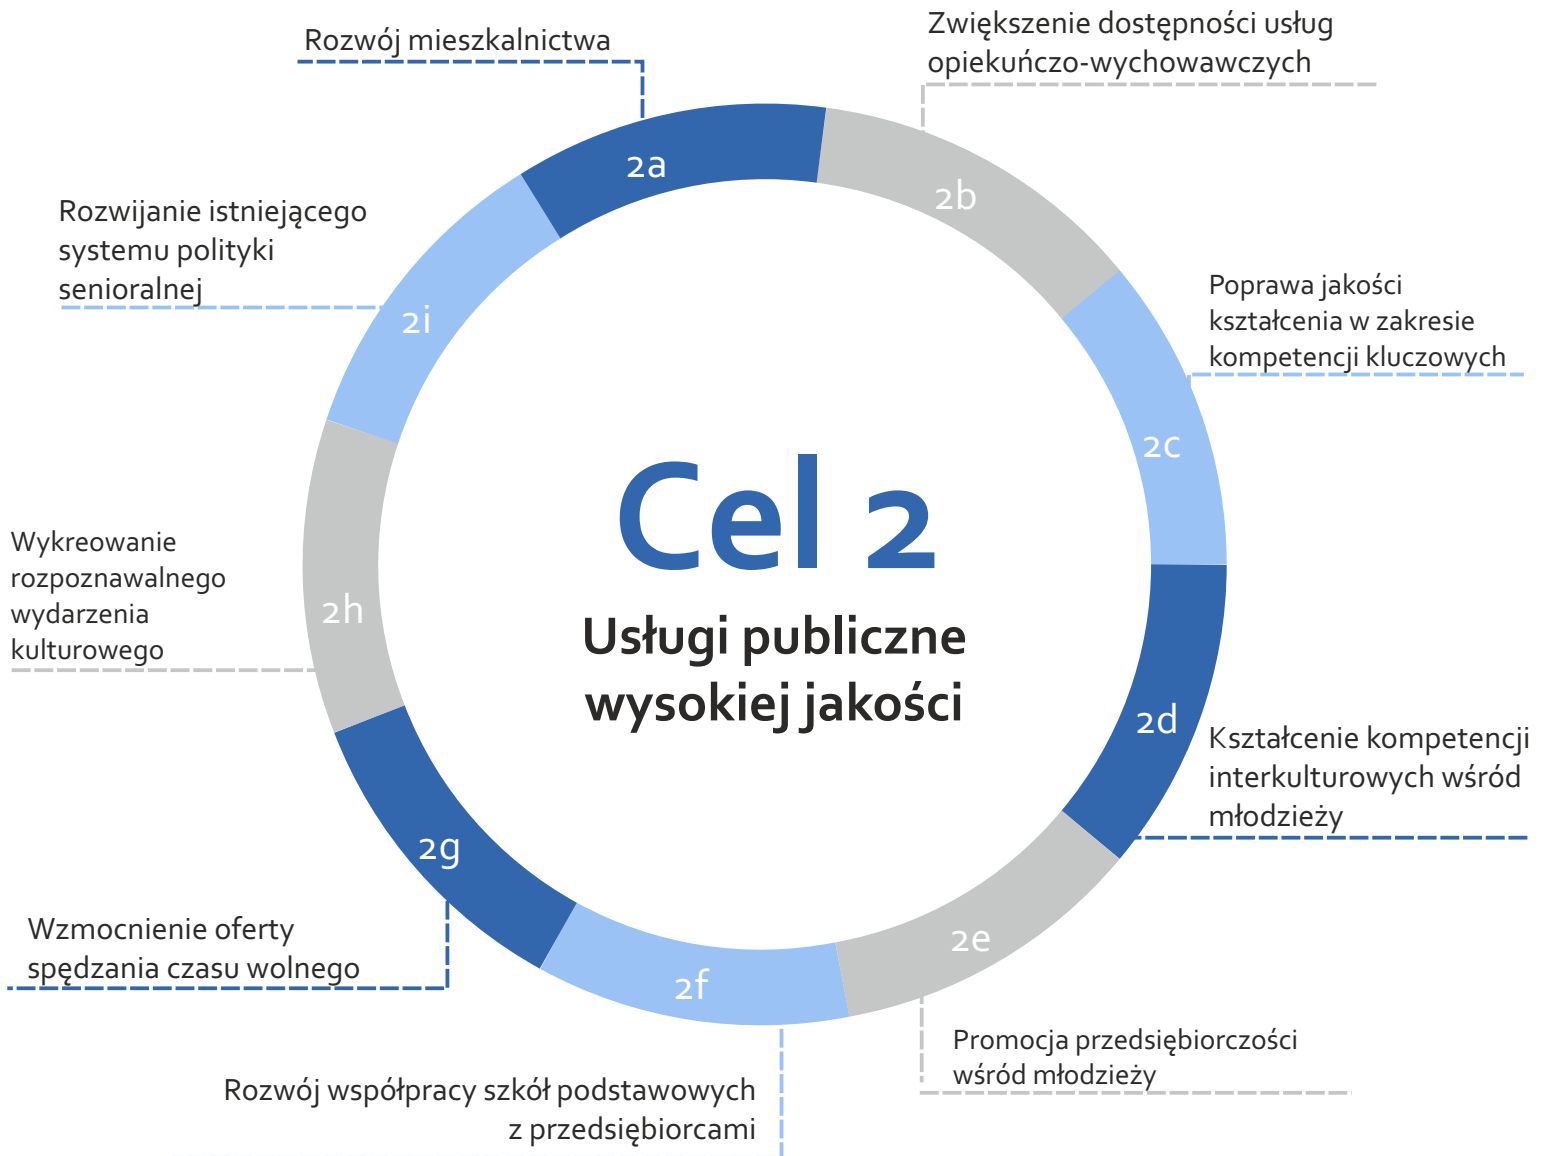 Rozwój mieszkalnictwa
2a
Zwiększenie dostępności usług
opiekuńczo-wychowawczych
2b
Poprawa jakości
kształcenia w zakresie
kompetencji kluczowych
2c
Kształcenie kompetencji
interkulturowych wśród
młodzieży
2d
Promocja przedsiębiorczości
wśród młodzieży
2e
Rozwój współpracy szkół podstawowych
z przedsiębiorcami
2f
Wzmocnienie oferty
spędzania czasu wolnego
2g
Wykreowanie
rozpoznawalnego
wydarzenia
kulturowego
2h
Rozwijanie istniejącego
systemu polityki
senioralnej
2i
Cel 2
Usługi publiczne
wysokiej jakości